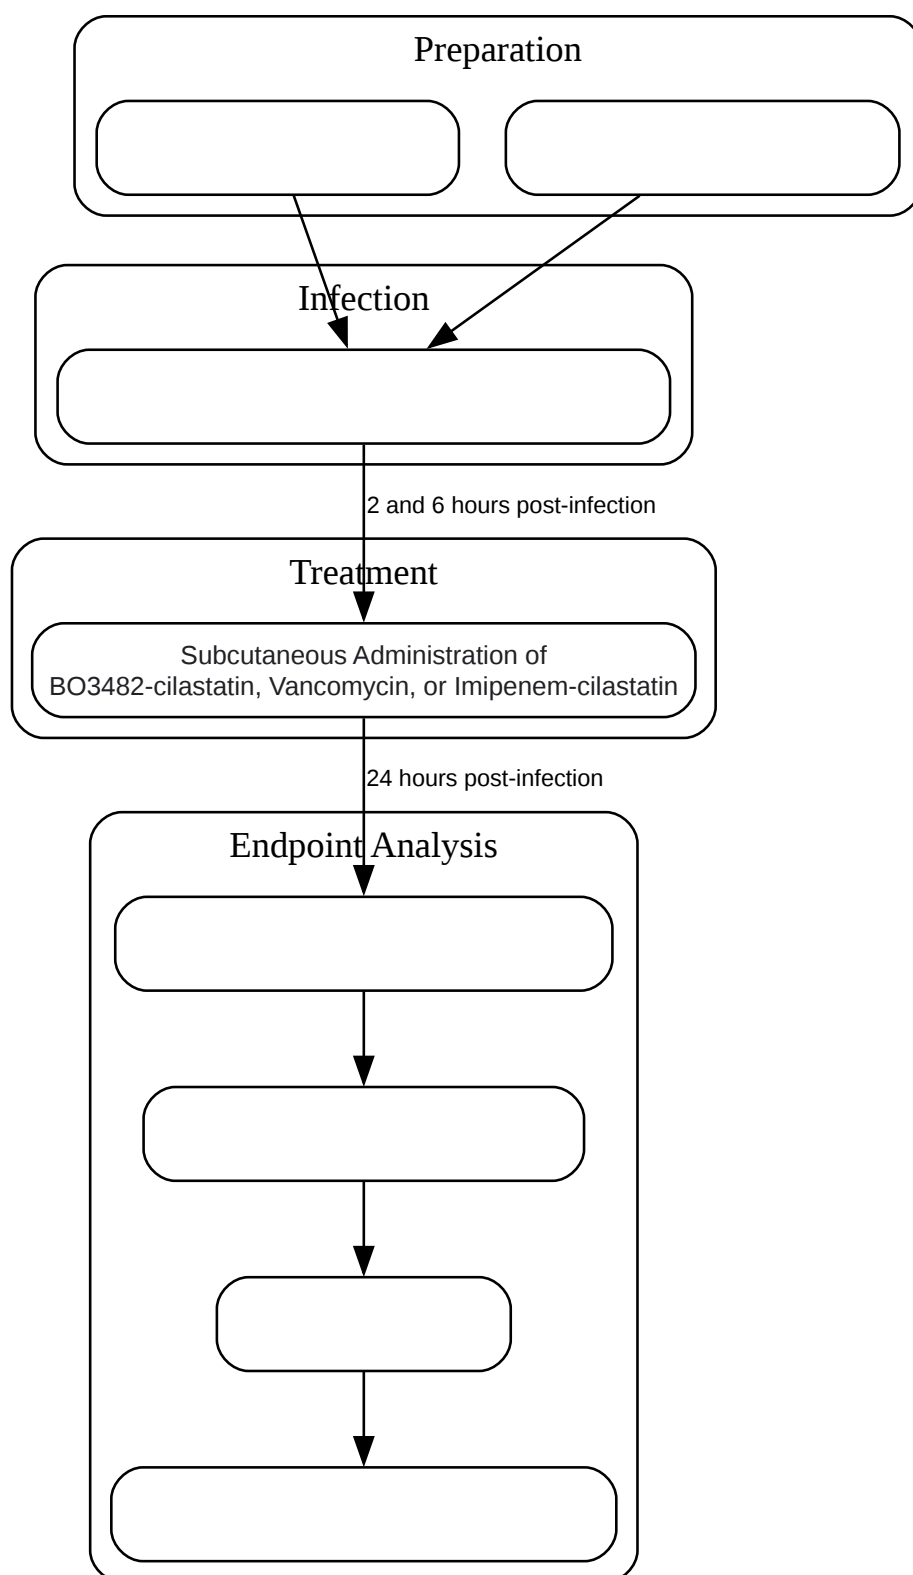 Preparation
Infection
2 and 6 hours post-infection
Treatment
Subcutaneous Administration of
BO3482-cilastatin, Vancomycin, or Imipenem-cilastatin
24 hours post-infection
Endpoint Analysis